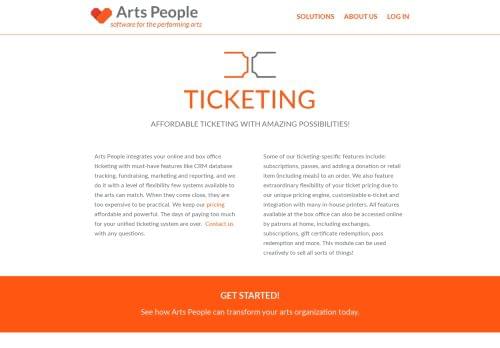 Arts People
software for the performing arts
SOLUTIONS ABOUT US LOG IN
TICKETING
AFFORDABLE TICKETING WITH AMAZING POSSIBILITIES!
Arts People integrates your online and box office
ticketing with must-have features like CRM database
tracking, fundraising, marketing and reporting, and we
do it with a level of flexibility few systems available to
the arts can match. When they come close, they are
too expensive to be practical. We keep our pricing
affordable and powerful. The days of paying too much
for your unified ticketing system are over. Contact us
with any questions.
Some of our ticketing-specific features include:
subscriptions, passes, and adding a donation or retail
item (including meals) to an order. We also feature
extraordinary flexibility of your ticket pricing due to
our unique pricing engine, customizable e-ticket and
integration with many in-house printers. All features
available at the box office can also be accessed online
by patrons at home, including exchanges,
subscriptions, gift certificate redemption, pass
redemption and more. This module can be used
creatively to sell all sorts of things!
GET STARTED!
See how Arts People can transform your arts organization today.